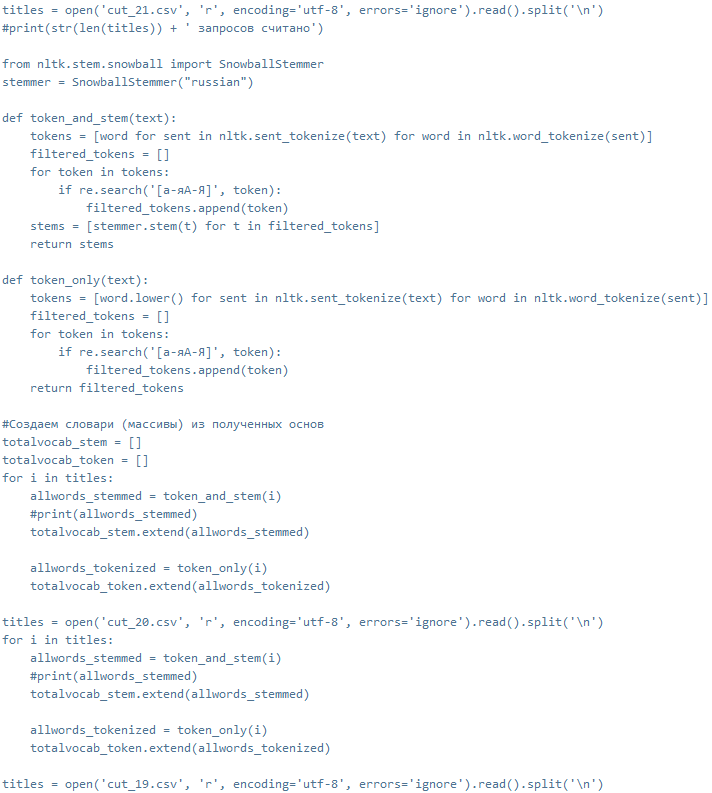 titles = open('cut_21.csv', 'r', encoding='utf-8', errors='ignore').read().split('\n')
#print(str(len(titles)) + ' запросов считано')

from nltk.stem.snowball import SnowballStemmer
stemmer = SnowballStemmer("russian")

def token_and_stem(text):
    tokens = [word for sent in nltk.sent_tokenize(text) for word in nltk.word_tokenize(sent)]
    filtered_tokens = []
    for token in tokens:
        if re.search('[а-яА-Я]', token):
            filtered_tokens.append(token)
    stems = [stemmer.stem(t) for t in filtered_tokens]
    return stems

def token_only(text):
    tokens = [word.lower() for sent in nltk.sent_tokenize(text) for word in nltk.word_tokenize(sent)]
    filtered_tokens = []
    for token in tokens:
        if re.search('[а-яА-Я]', token):
            filtered_tokens.append(token)
    return filtered_tokens

#Создаем словари (массивы) из полученных основ
totalvocab_stem = []
totalvocab_token = []
for i in titles:
    allwords_stemmed = token_and_stem(i)
    #print(allwords_stemmed)
    totalvocab_stem.extend(allwords_stemmed)

    allwords_tokenized = token_only(i)
    totalvocab_token.extend(allwords_tokenized)

titles = open('cut_20.csv', 'r', encoding='utf-8', errors='ignore').read().split('\n')
for i in titles:
    allwords_stemmed = token_and_stem(i)
    #print(allwords_stemmed)
    totalvocab_stem.extend(allwords_stemmed)

    allwords_tokenized = token_only(i)
    totalvocab_token.extend(allwords_tokenized)

titles = open('cut_19.csv', 'r', encoding='utf-8', errors='ignore').read().split('\n')